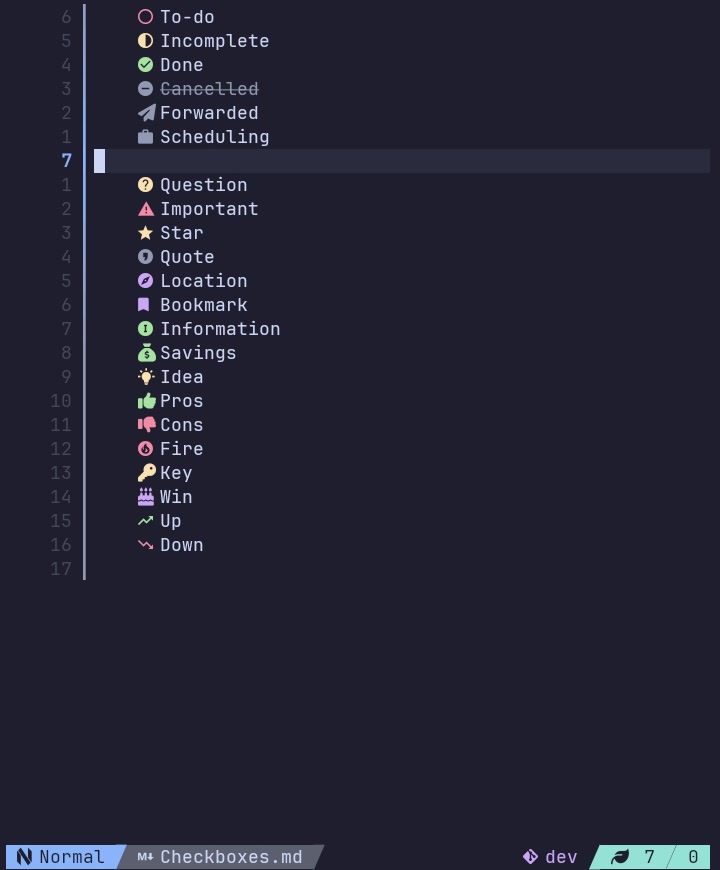 6 To-do
5 Incomplete
4 Done
3 Cancelled
2 Forwarded
1 Scheduling
7
1 Question
2 Important
3 Star
4 Quote
5 Location
6 Bookmark
7 Information
8 Savings
9 Idea
10 Pros
11 Cons
12 Fire
13 Key
14 Win
15 Up
16 Down
17
Normal M Checkboxes.md dev 7 0